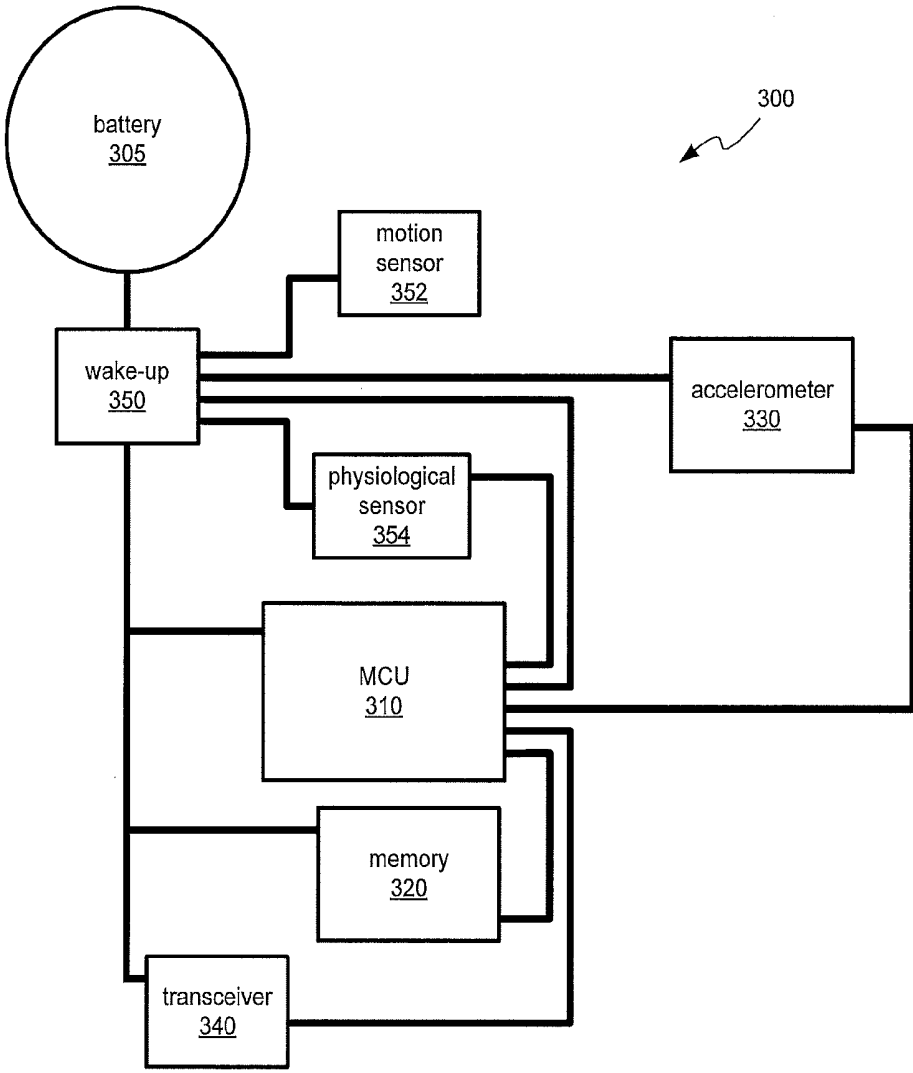 battery
305
300
motion
sensor
352
wake-up
350
accelerometer
330
physiological
sensor
354
MCU
310
memory
320
transceiver
340